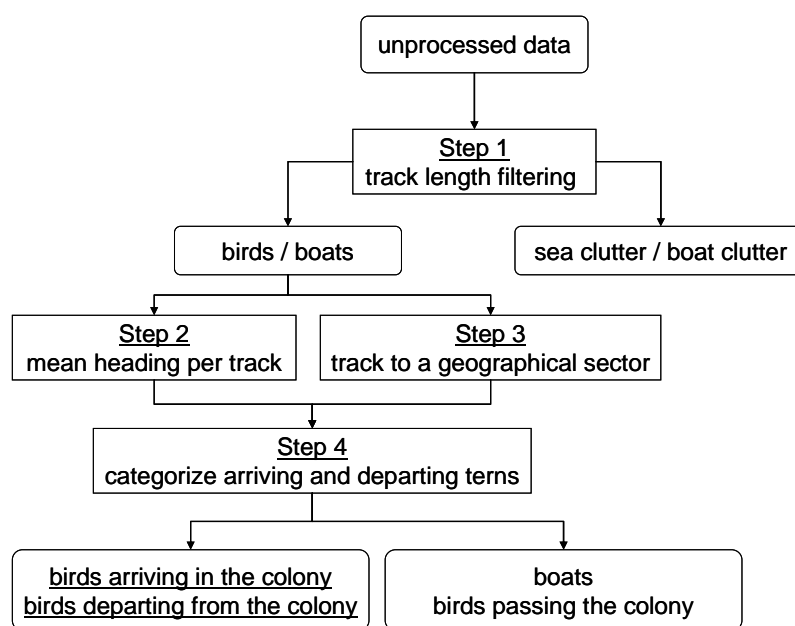 unprocessed data
Step 1
track length filtering
birds / boats
sea clutter / boat clutter
Step 2
mean heading per track
Step 3
track to a geographical sector
Step 4
categorize arriving and departing terns
birds arriving in the colony
birds departing from the colony
boats
birds passing the colony